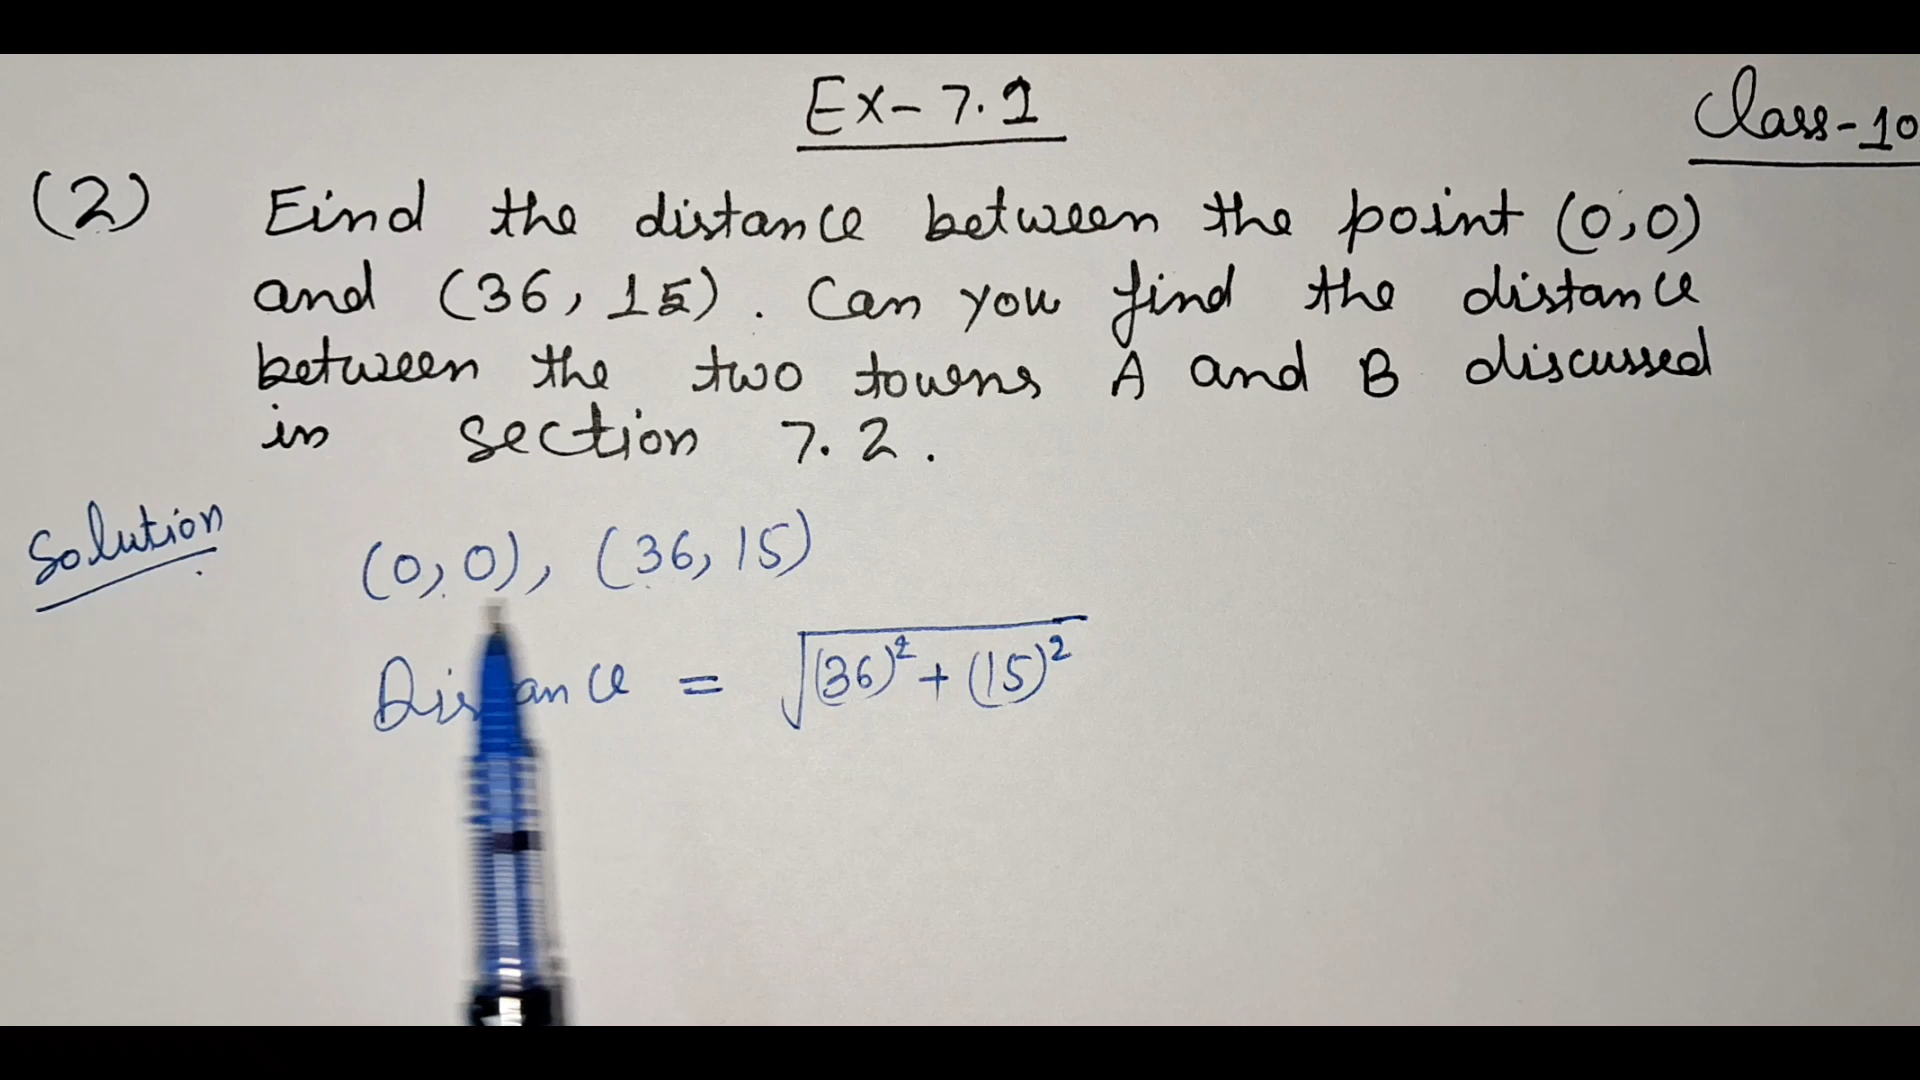 Ex-7.1
Class-10
(2) Find the distance between the point (0,0)
and (36, 15). Can you find the distance
between the two towns A and B discussed
in section 7.2.
Solution
(0,0), (36,15)
Distance = √(36)² + (15)²